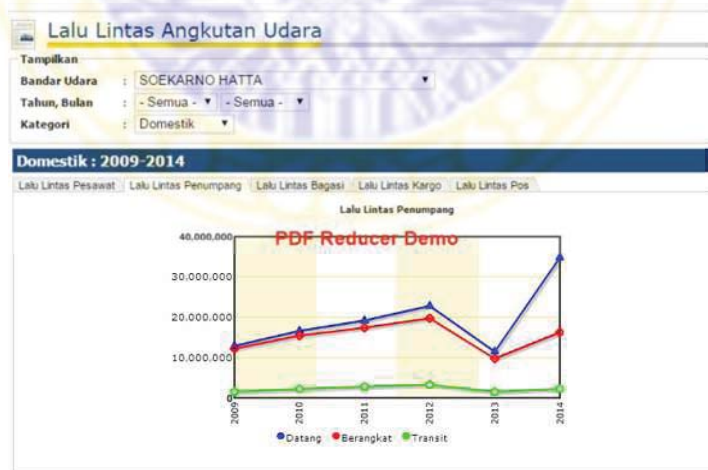 Lalu Lintas Angkutan Udara
Tampilkan
Bandar Udara : SOEKARNO HATTA
Tahun, Bulan : - Semua - - Semua -
Kategori : Domestik
Domestik : 2009-2014
Lalu Lintas Pesawat Lalu Lintas Penumpang Lalu Lintas Bagasi Lalu Lintas Kargo Lalu Lintas Pos
Lalu Lintas Penumpang
PDF Reducer Demo
40,000,000
30,000,000
20,000,000
10,000,000
0
2009 2010 2011 2012 2013 2014
Datang Berangkat Transit